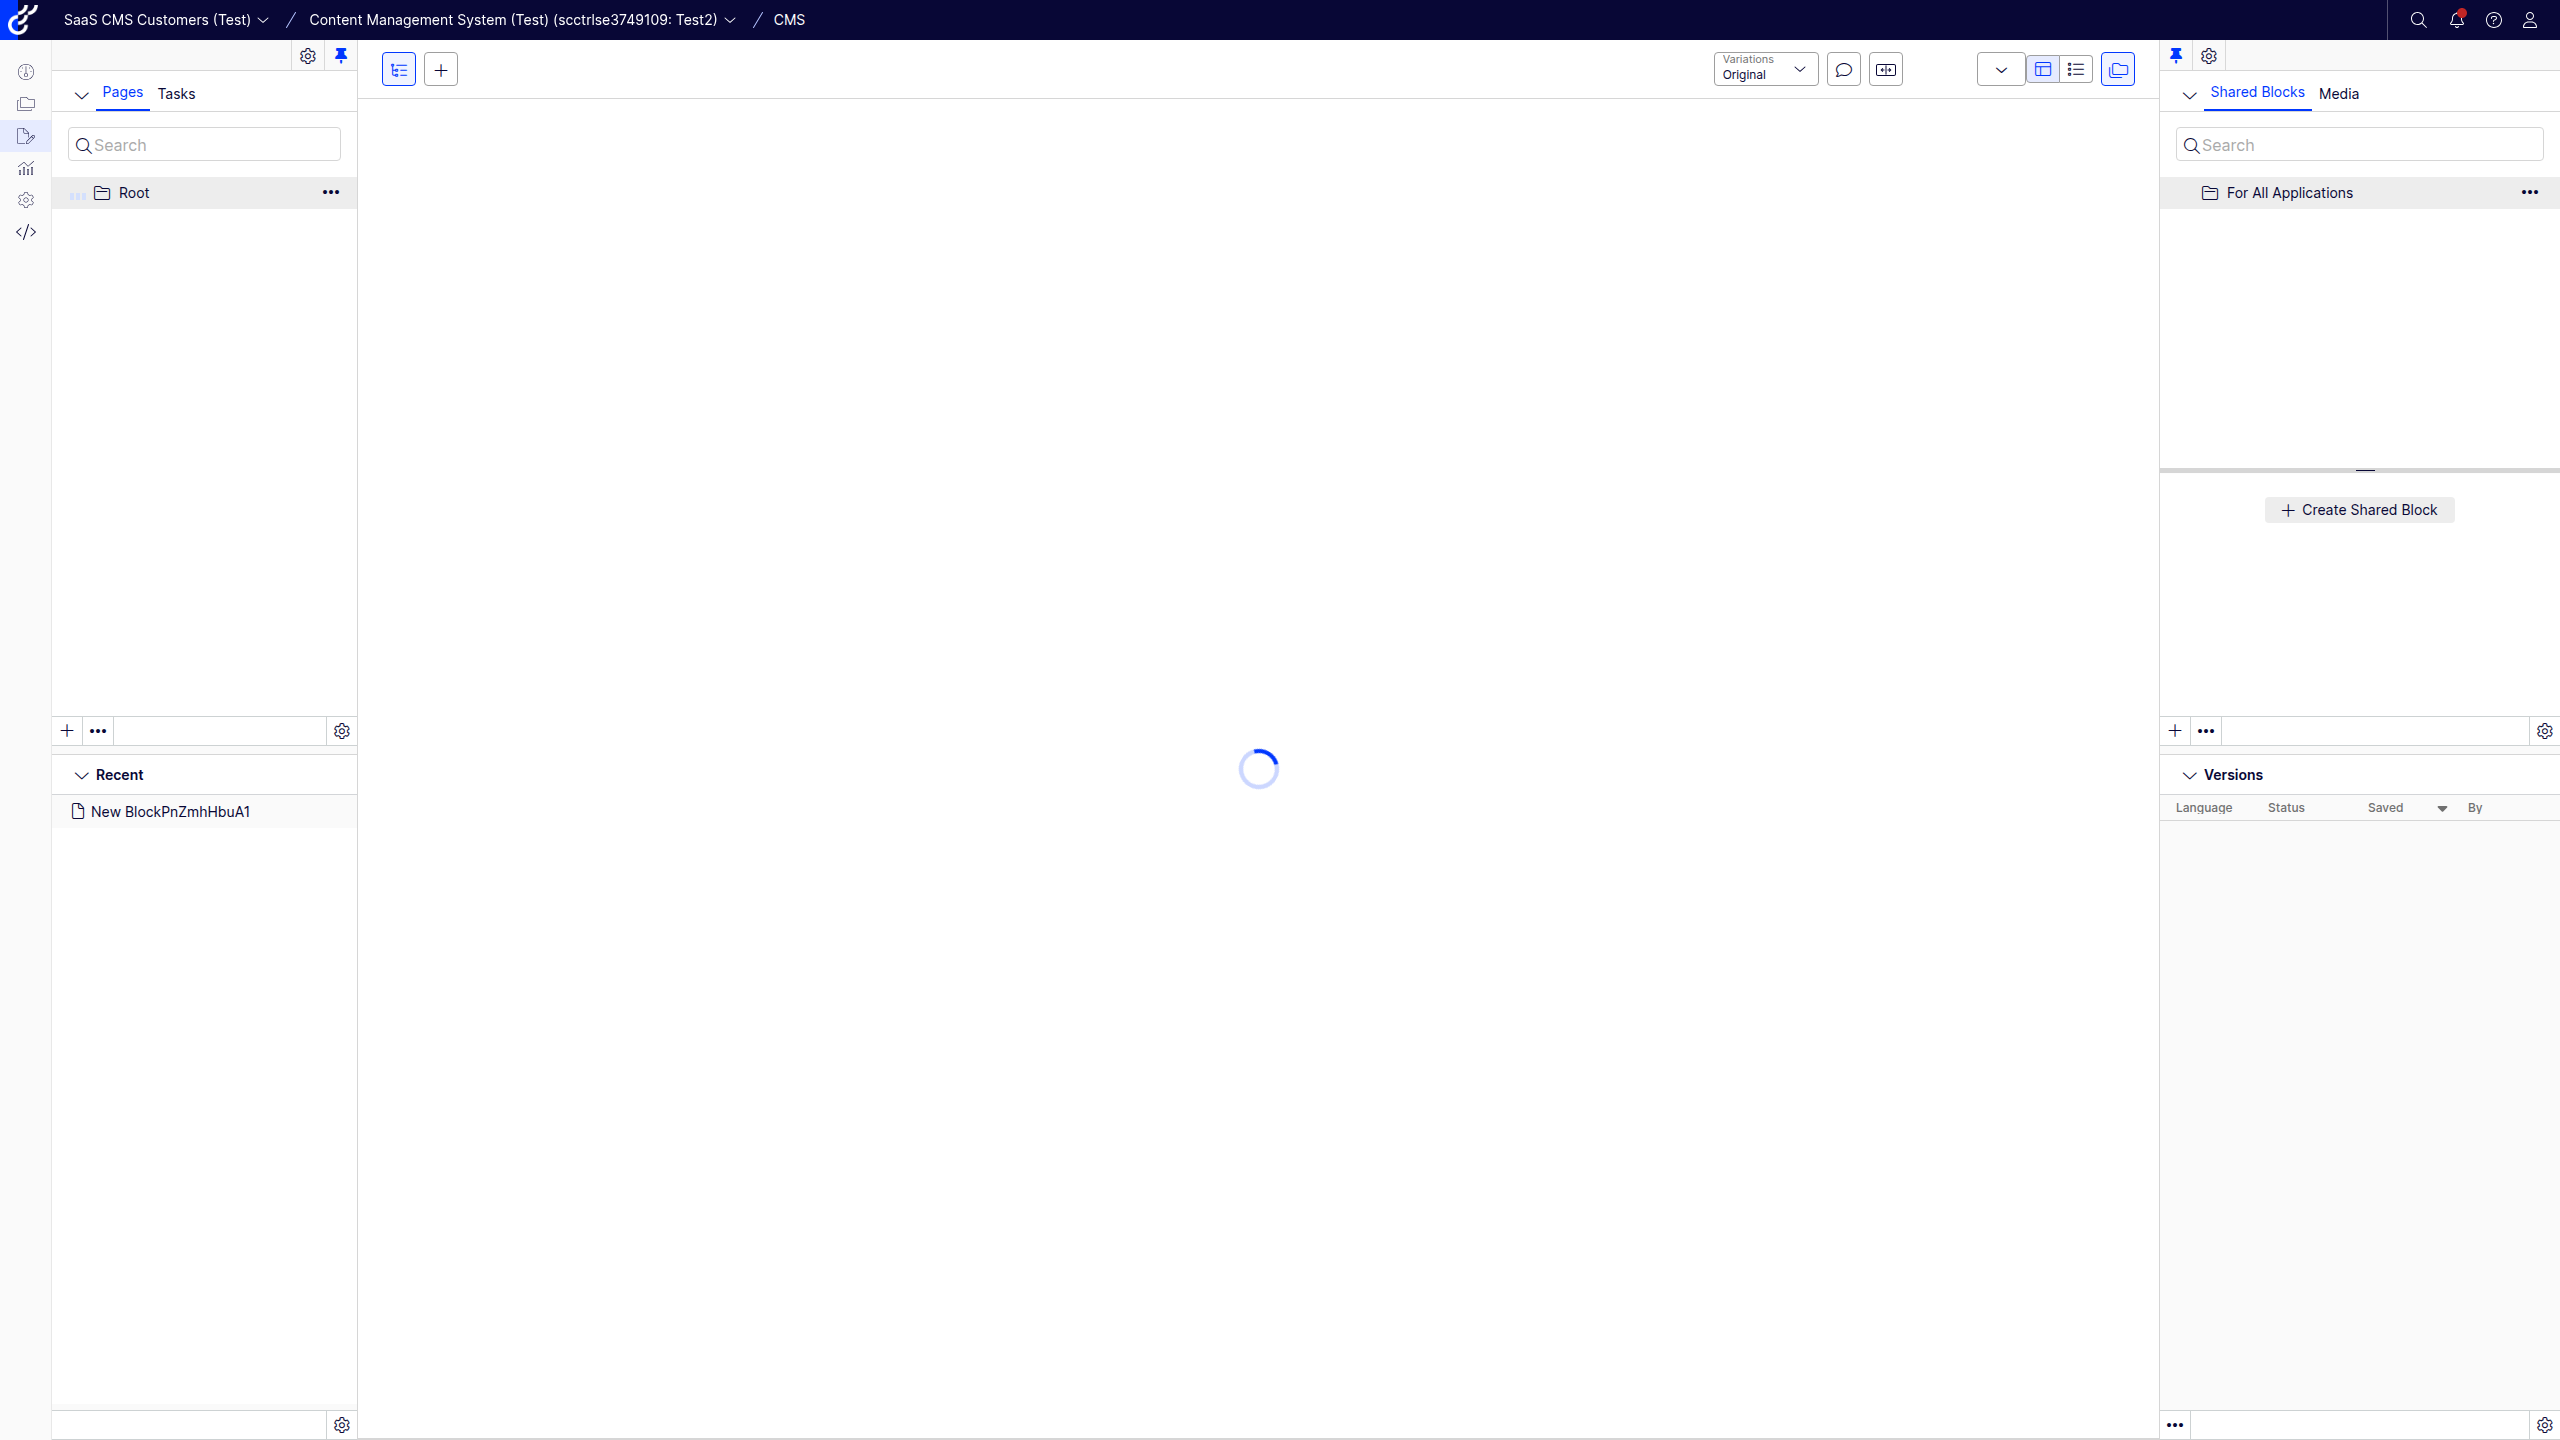 SaaS CMS Customers (Test) / Content Management System (Test) (scctrlse3749109: Test2) / CMS
Pages Tasks
Search
Root
Recent
New BlockPnZmhHbuA1
Variations
Original
Shared Blocks Media
Search
For All Applications
Create Shared Block
Versions
Language Status Saved By